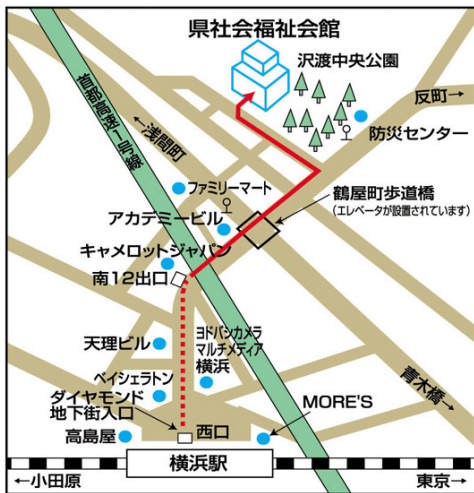 県社会福祉会館
沢渡中央公園
反町→
首都高速1号線
←浅間町
防災センター
ファミリーマート
鶴屋町歩道橋
(エレベータが設置されています)
アカデミービル
キャメロットジャパン
南12出口
天理ビル
ヨドバシカメラ
マルチメディア
横浜
青木橋→
ベイシェラトン
ダイヤモンド
地下街入口
MORE'S
高島屋
西口
横浜駅
←小田原
東京→